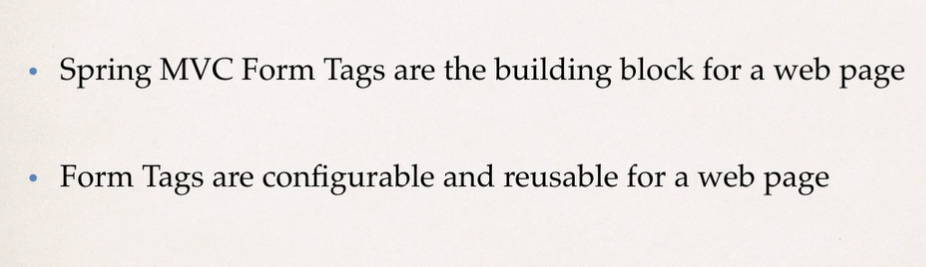 • Spring MVC Form Tags are the building block for a web page
• Form Tags are configurable and reusable for a web page